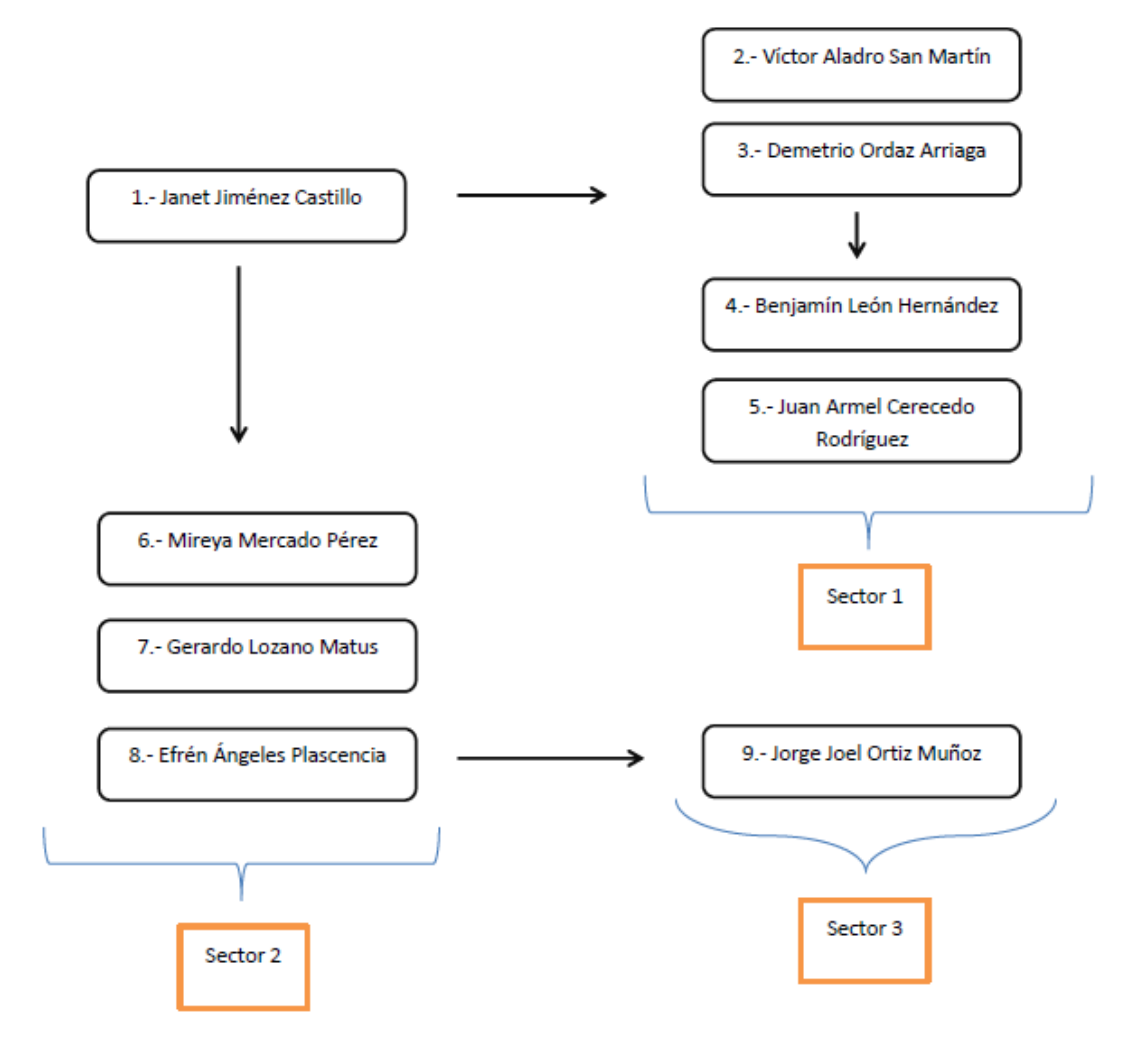 1.- Janet Jiménez Castillo
2.- Víctor Aladro San Martín
3.- Demetrio Ordaz Arriaga
4.- Benjamín León Hernández
5.- Juan Armel Cerecedo
Rodríguez
Sector 1
6.- Mireya Mercado Pérez
7.- Gerardo Lozano Matus
8.- Efrén Ángeles Plascencia
Sector 2
9.- Jorge Joel Ortiz Muñoz
Sector 3